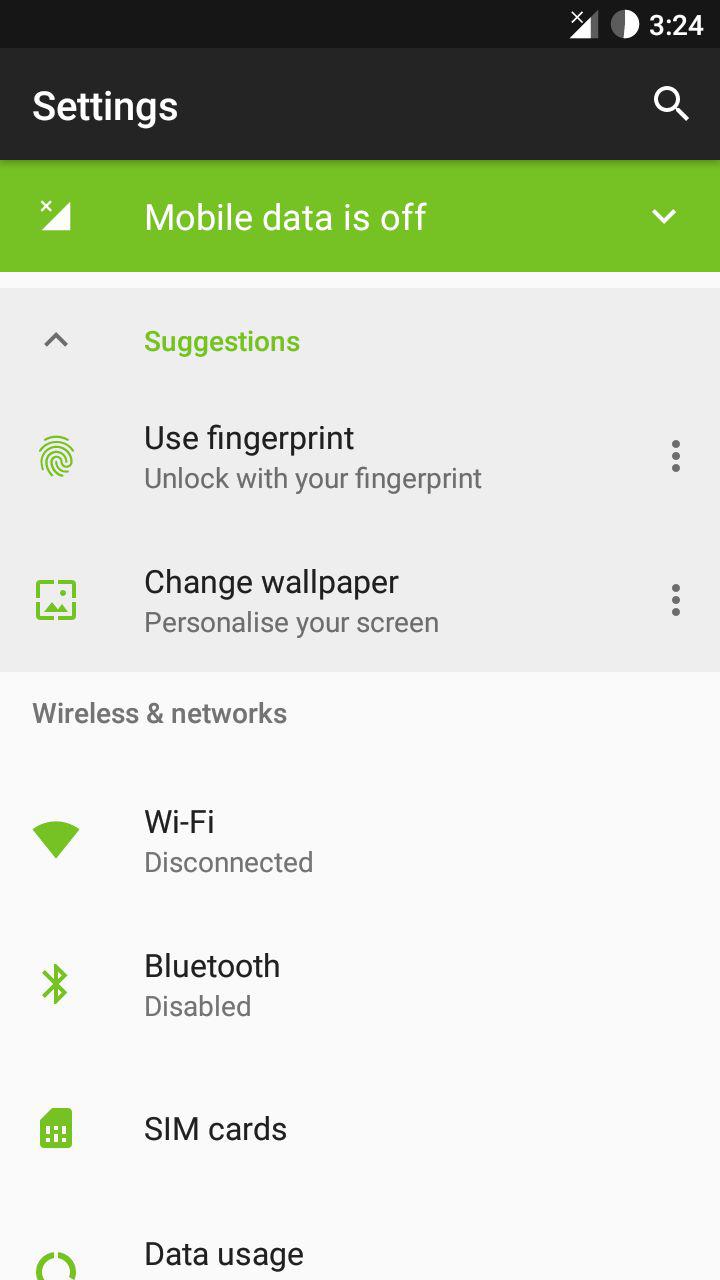 3:24
Settings
Mobile data is off
Suggestions
Use fingerprint
Unlock with your fingerprint
Change wallpaper
Personalise your screen
Wireless & networks
Wi-Fi
Disconnected
Bluetooth
Disabled
SIM cards
Data usage